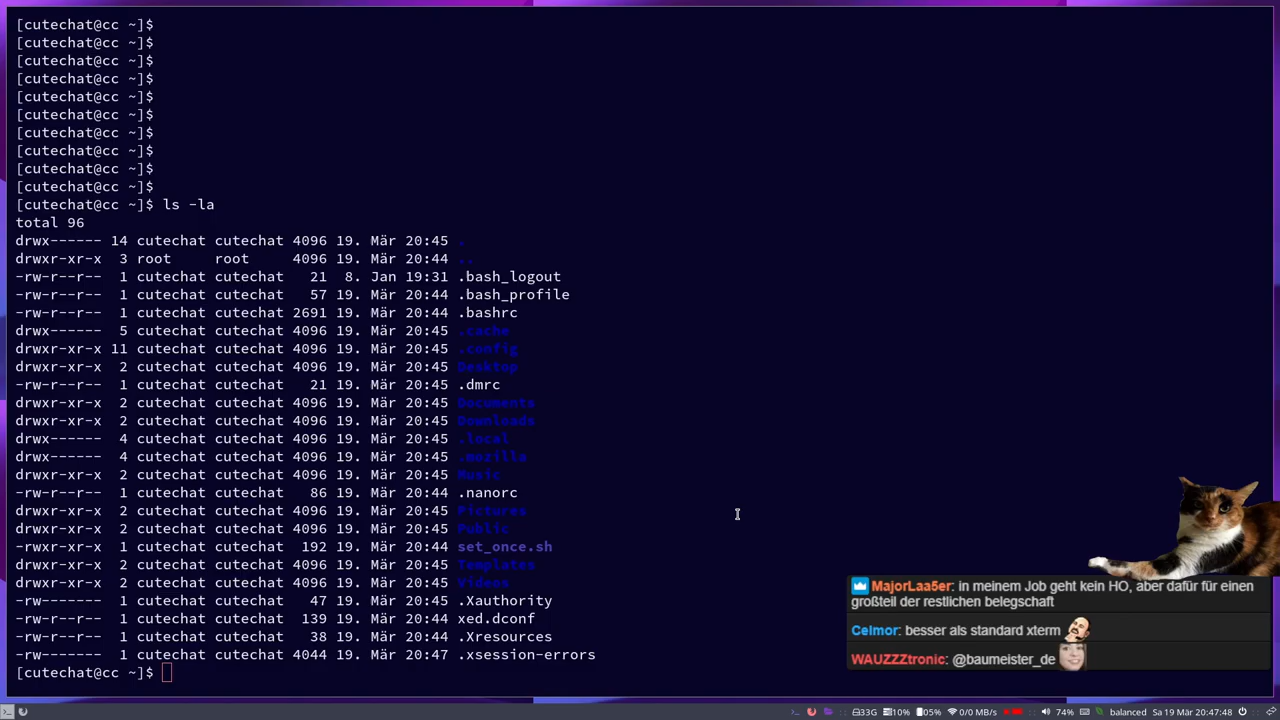 [cutechat@cc ~]$
[cutechat@cc ~]$
[cutechat@cc ~]$
[cutechat@cc ~]$
[cutechat@cc ~]$
[cutechat@cc ~]$
[cutechat@cc ~]$
[cutechat@cc ~]$
[cutechat@cc ~]$
[cutechat@cc ~]$
[cutechat@cc ~]$ ls -la
total 96
drwx------ 14 cutechat cutechat 4096 19. Mär 20:45 .
drwxr-xr-x  3 root     root     4096 19. Mär 20:44 ..
-rw-r--r--  1 cutechat cutechat   21  8. Jan 19:31 .bash_logout
-rw-r--r--  1 cutechat cutechat   57 19. Mär 20:44 .bash_profile
-rw-r--r--  1 cutechat cutechat 2691 19. Mär 20:44 .bashrc
drwx------  5 cutechat cutechat 4096 19. Mär 20:45 .cache
drwxr-xr-x 11 cutechat cutechat 4096 19. Mär 20:45 .config
drwxr-xr-x  2 cutechat cutechat 4096 19. Mär 20:45 Desktop
-rw-r--r--  1 cutechat cutechat   21 19. Mär 20:45 .dmrc
drwxr-xr-x  2 cutechat cutechat 4096 19. Mär 20:45 Documents
drwxr-xr-x  2 cutechat cutechat 4096 19. Mär 20:45 Downloads
drwx------  4 cutechat cutechat 4096 19. Mär 20:45 .local
drwx------  4 cutechat cutechat 4096 19. Mär 20:45 .mozilla
drwxr-xr-x  2 cutechat cutechat 4096 19. Mär 20:45 Music
-rw-r--r--  1 cutechat cutechat   86 19. Mär 20:44 .nanorc
drwxr-xr-x  2 cutechat cutechat 4096 19. Mär 20:45 Pictures
drwxr-xr-x  2 cutechat cutechat 4096 19. Mär 20:45 Public
-rwxr-xr-x  1 cutechat cutechat  192 19. Mär 20:44 set_once.sh
drwxr-xr-x  2 cutechat cutechat 4096 19. Mär 20:45 Templates
drwxr-xr-x  2 cutechat cutechat 4096 19. Mär 20:45 Videos
-rw-------  1 cutechat cutechat   47 19. Mär 20:45 .Xauthority
-rw-r--r--  1 cutechat cutechat  139 19. Mär 20:44 xed.dconf
-rw-r--r--  1 cutechat cutechat   38 19. Mär 20:44 .Xresources
-rw-------  1 cutechat cutechat 4044 19. Mär 20:47 .xsession-errors
[cutechat@cc ~]$
MajorLaa5er: in meinem Job geht kein HO, aber dafür für einen
großteil der restlichen belegschaft
Celmor: besser als standard xterm
WAUZZZtronic: @baumeister_de
33G 10% 05% 0/0 MB/s 74% balanced Sa 19 Mär 20:47:48